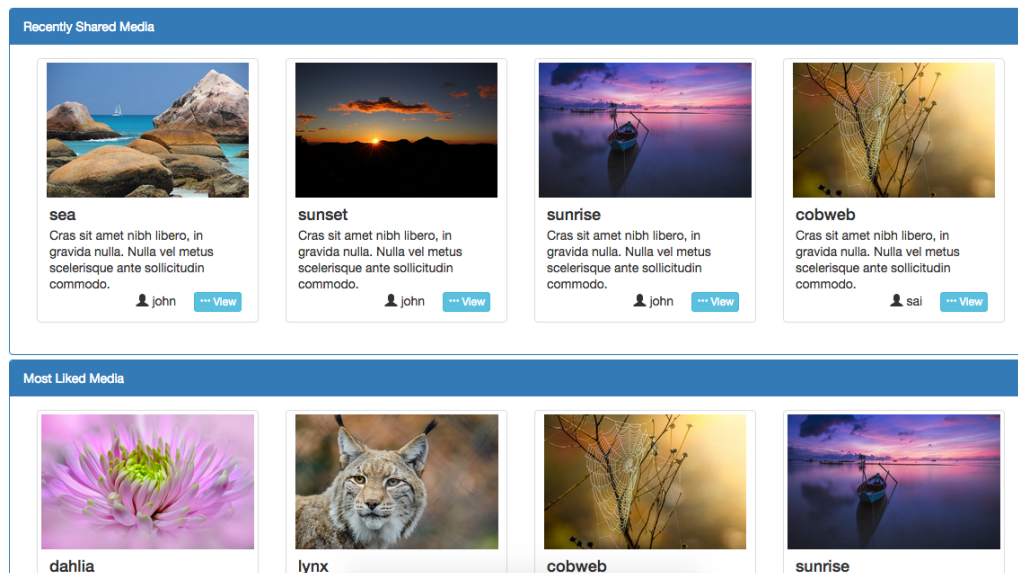 Recently Shared Media
sea
Cras sit amet nibh libero, in
gravida nulla. Nulla vel metus
scelerisque ante sollicitudin
commodo.
john
··· View
sunset
Cras sit amet nibh libero, in
gravida nulla. Nulla vel metus
scelerisque ante sollicitudin
commodo.
john
··· View
sunrise
Cras sit amet nibh libero, in
gravida nulla. Nulla vel metus
scelerisque ante sollicitudin
commodo.
john
··· View
cobweb
Cras sit amet nibh libero, in
gravida nulla. Nulla vel metus
scelerisque ante sollicitudin
commodo.
sai
··· View
Most Liked Media
dahlia
lynx
cobweb
sunrise